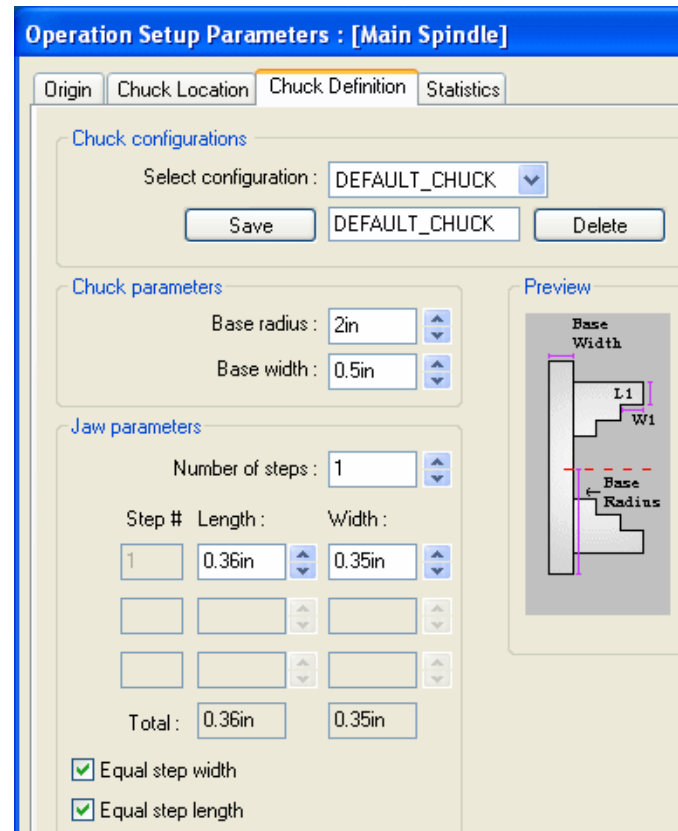 Operation Setup Parameters : [Main Spindle]
Origin Chuck Location Chuck Definition Statistics
Chuck configurations
Select configuration : DEFAULT_CHUCK
Save DEFAULT_CHUCK Delete
Chuck parameters
Base radius : 2in
Base width : 0.5in
Jaw parameters
Number of steps : 1
Step # Length : Width :
1 0.36in 0.35in
Total : 0.36in 0.35in
Equal step width
Equal step length
Preview
Base
Width
L1
W1
Base
Radius